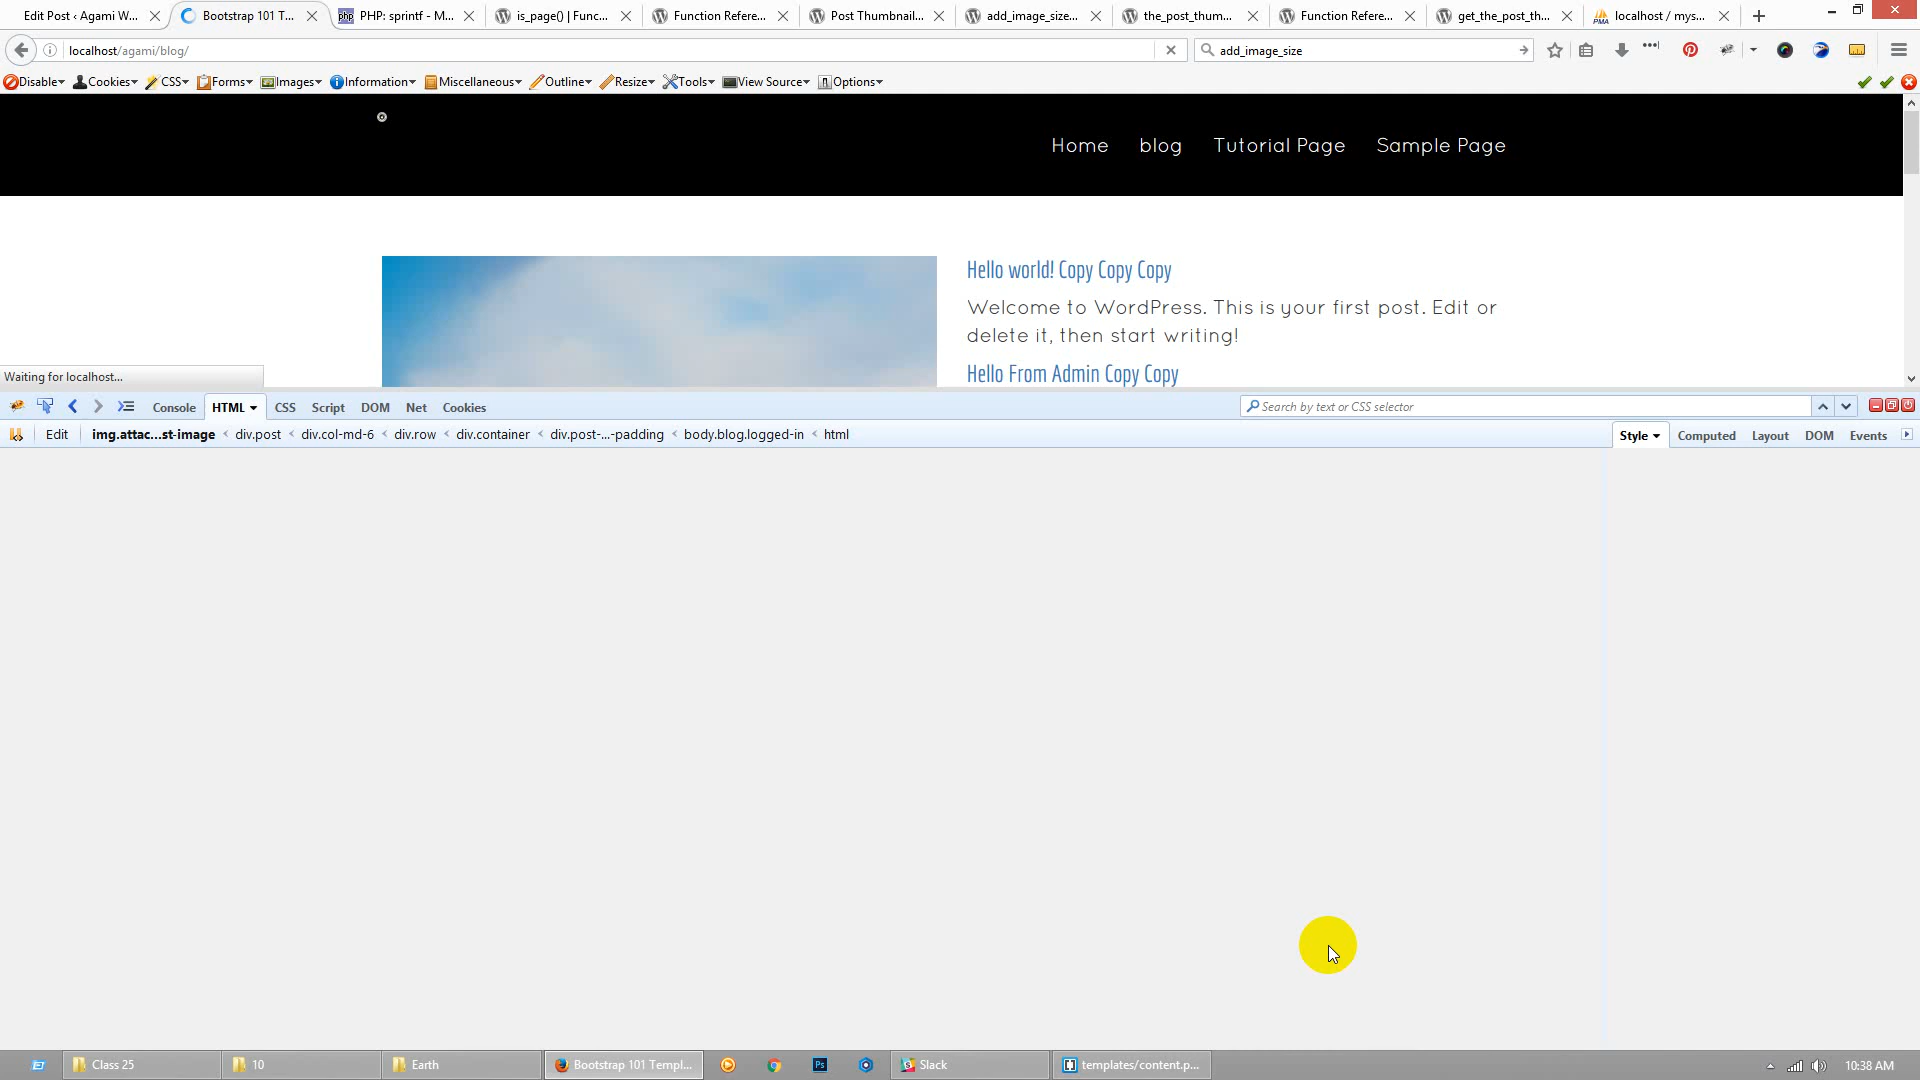 Edit Post ‹ Agami W...
Bootstrap 101 T...
PHP: sprintf - M...
is_page() | Func...
Function Refere...
Post Thumbnail...
add_image_size...
the_post_thum...
Function Refere...
get_the_post_th...
localhost / mys...
localhost/agami/blog/
add_image_size
Disable
Cookies
CSS
Forms
Images
Information
Miscellaneous
Outline
Resize
Tools
View Source
Options
Home
blog
Tutorial Page
Sample Page
Hello world! Copy Copy Copy
Welcome to WordPress. This is your first post. Edit or
delete it, then start writing!
Hello From Admin Copy Copy
Waiting for localhost...
Console
HTML
CSS
Script
DOM
Net
Cookies
Search by text or CSS selector
Edit
img.attac...st-image < div.post < div.col-md-6 < div.row < div.container < div.post-...-padding < body.blog.logged-in < html
Style
Computed
Layout
DOM
Events
Class 25
10
Earth
Bootstrap 101 Templ...
Ps
Slack
templates/content.p...
10:38 AM